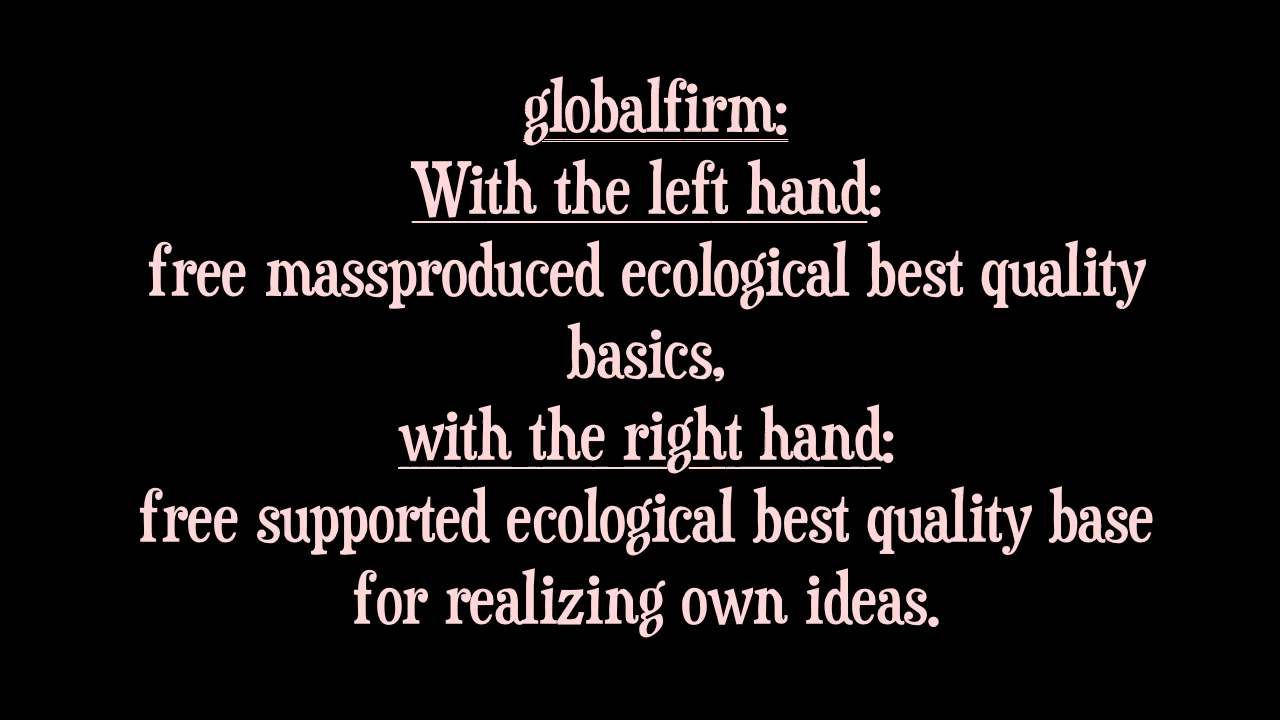 globalfirm:
With the left hand:
free massproduced ecological best quality
basics,
with the right hand:
free supported ecological best quality base
for realizing own ideas.